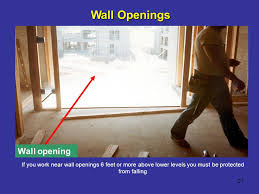 Wall Openings
Wall opening
If you work near wall openings 6 feet or more above lower levels you must be protected
from falling